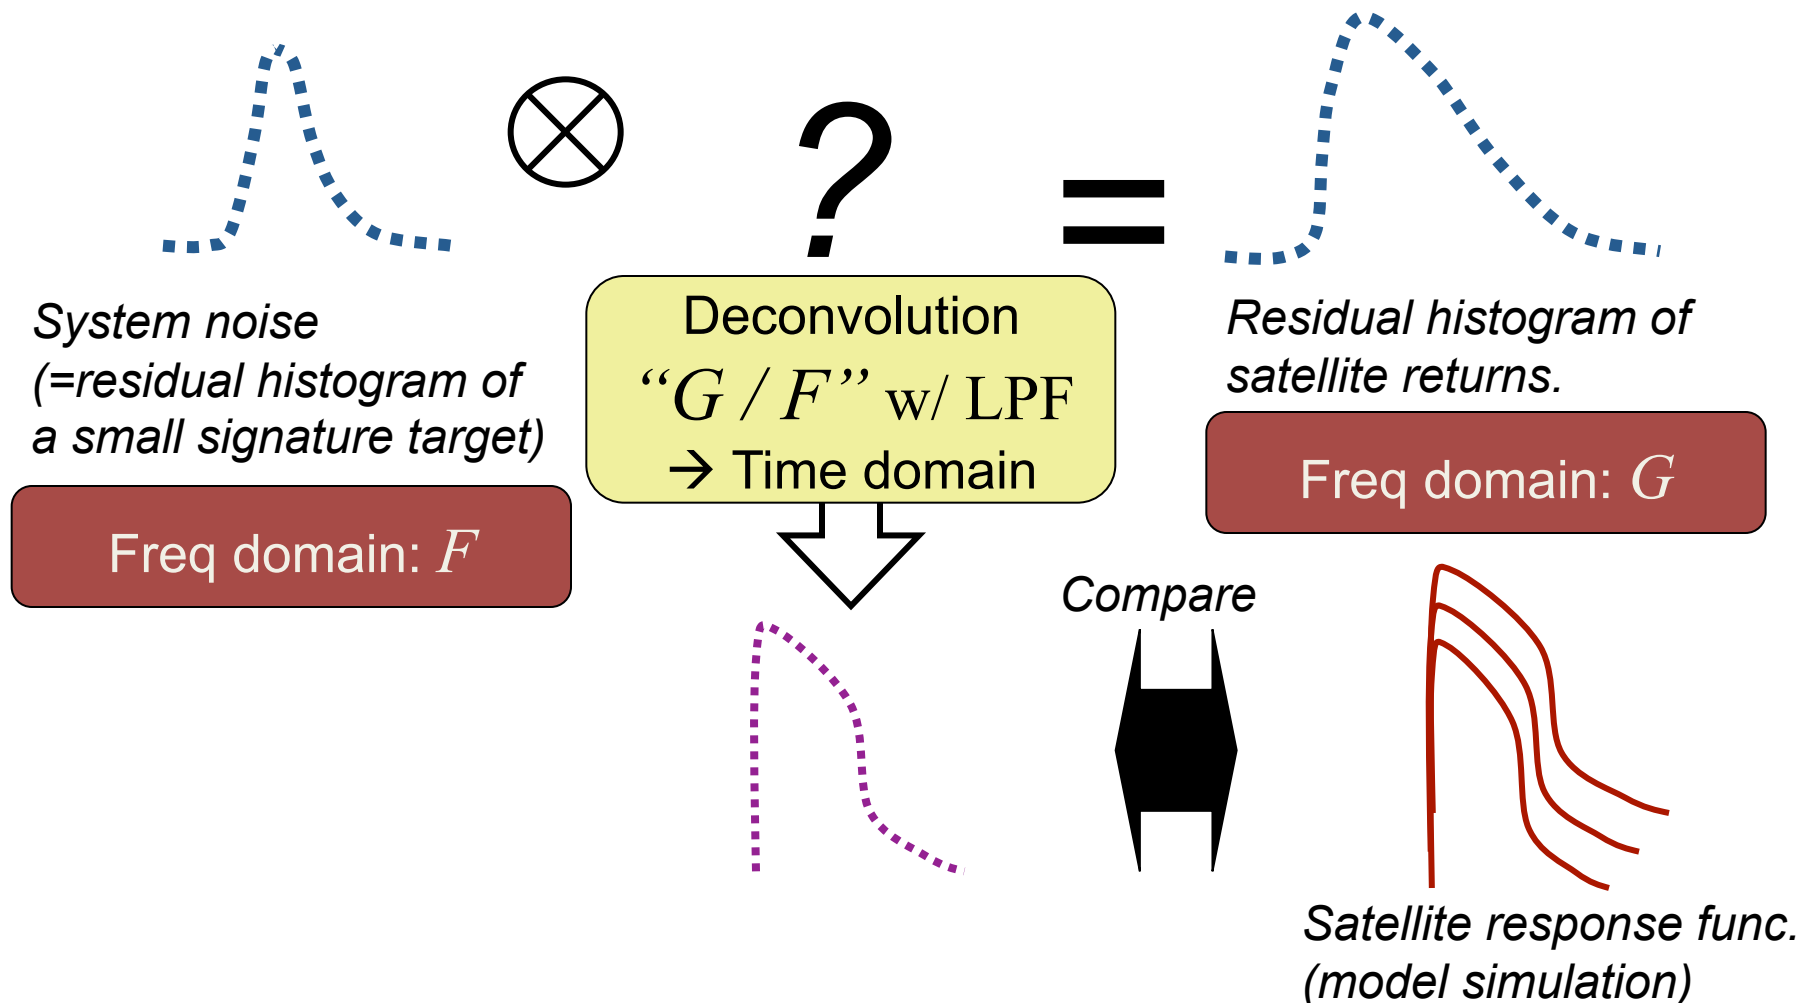 ?
=
System noise
(=residual histogram of
a small signature target)
Freq domain: F
Deconvolution
“G / F” w/ LPF
→ Time domain
Residual histogram of
satellite returns.
Freq domain: G
Compare
Satellite response func.
(model simulation)